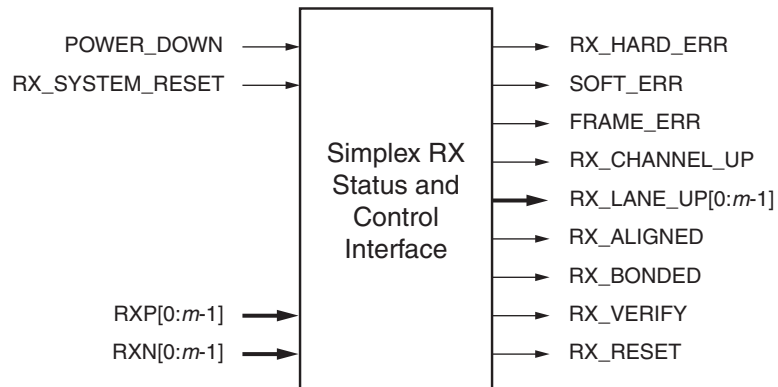 POWER_DOWN
RX_SYSTEM_RESET
RXP[0:m-1]
RXN[0:m-1]
Simplex RX
Status and
Control
Interface
RX_HARD_ERR
SOFT_ERR
FRAME_ERR
RX_CHANNEL_UP
RX_LANE_UP[0:m-1]
RX_ALIGNED
RX_BONDED
RX_VERIFY
RX_RESET